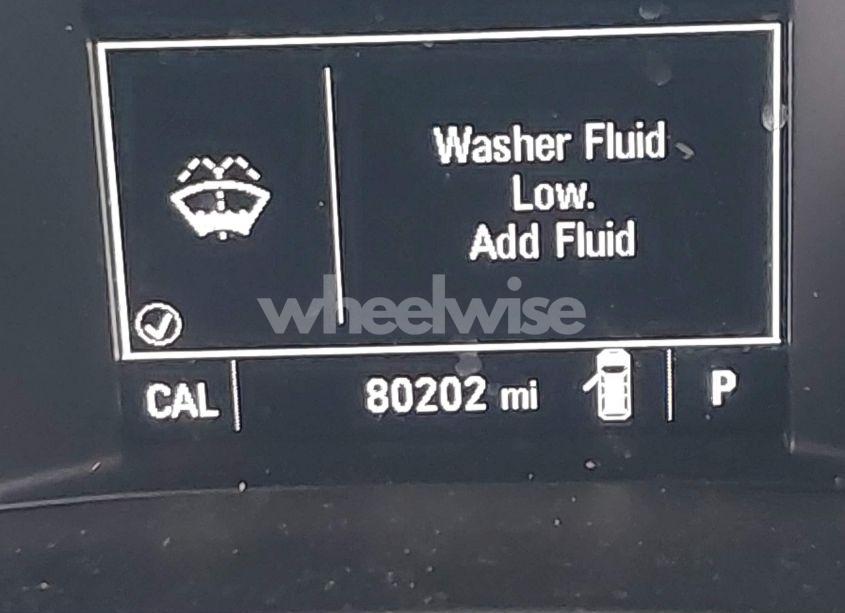 Washer Fluid
Low.
Add Fluid
wheelwise
CAL 80202 mi P